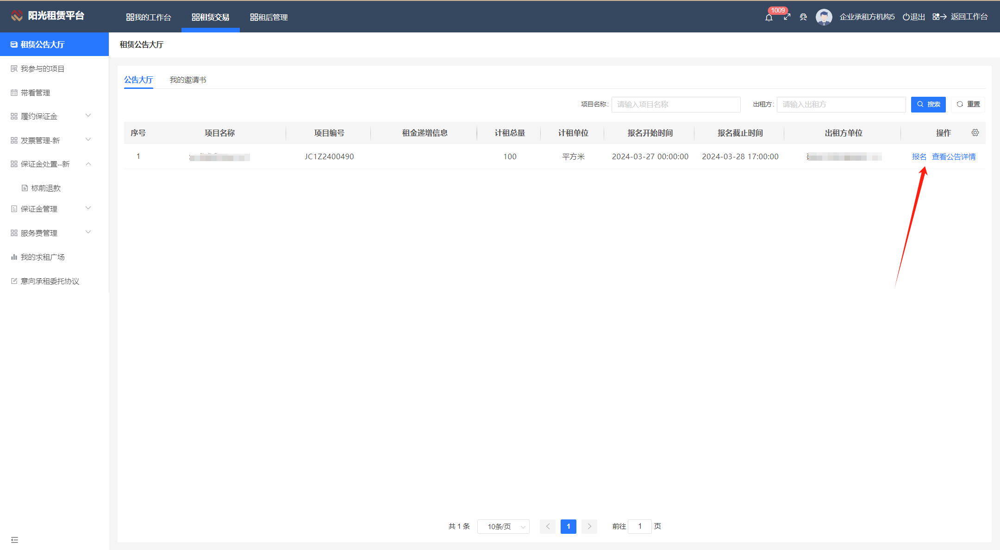 阳光租赁平台
我的工作台 租赁交易 租后管理
1009
企业承租方机构5 退出 返回工作台
租赁公告大厅
我参与的项目
带看管理
履约保证金
发票管理-新
保证金处置--新
标前退款
保证金管理
服务费管理
我的求租广场
意向承租委托协议
租赁公告大厅
公告大厅 我的邀请书
项目名称: 请输入项目名称 出租方: 请输入出租方 搜索 重置
序号 项目名称 项目编号 租金递增信息 计租总量 计租单位 报名开始时间 报名截止时间 出租方单位 操作
1 JC1Z2400490 100 平方米 2024-03-27 00:00:00 2024-03-28 17:00:00 报名 查看公告详情
共 1 条 10条/页 1 前往 1 页